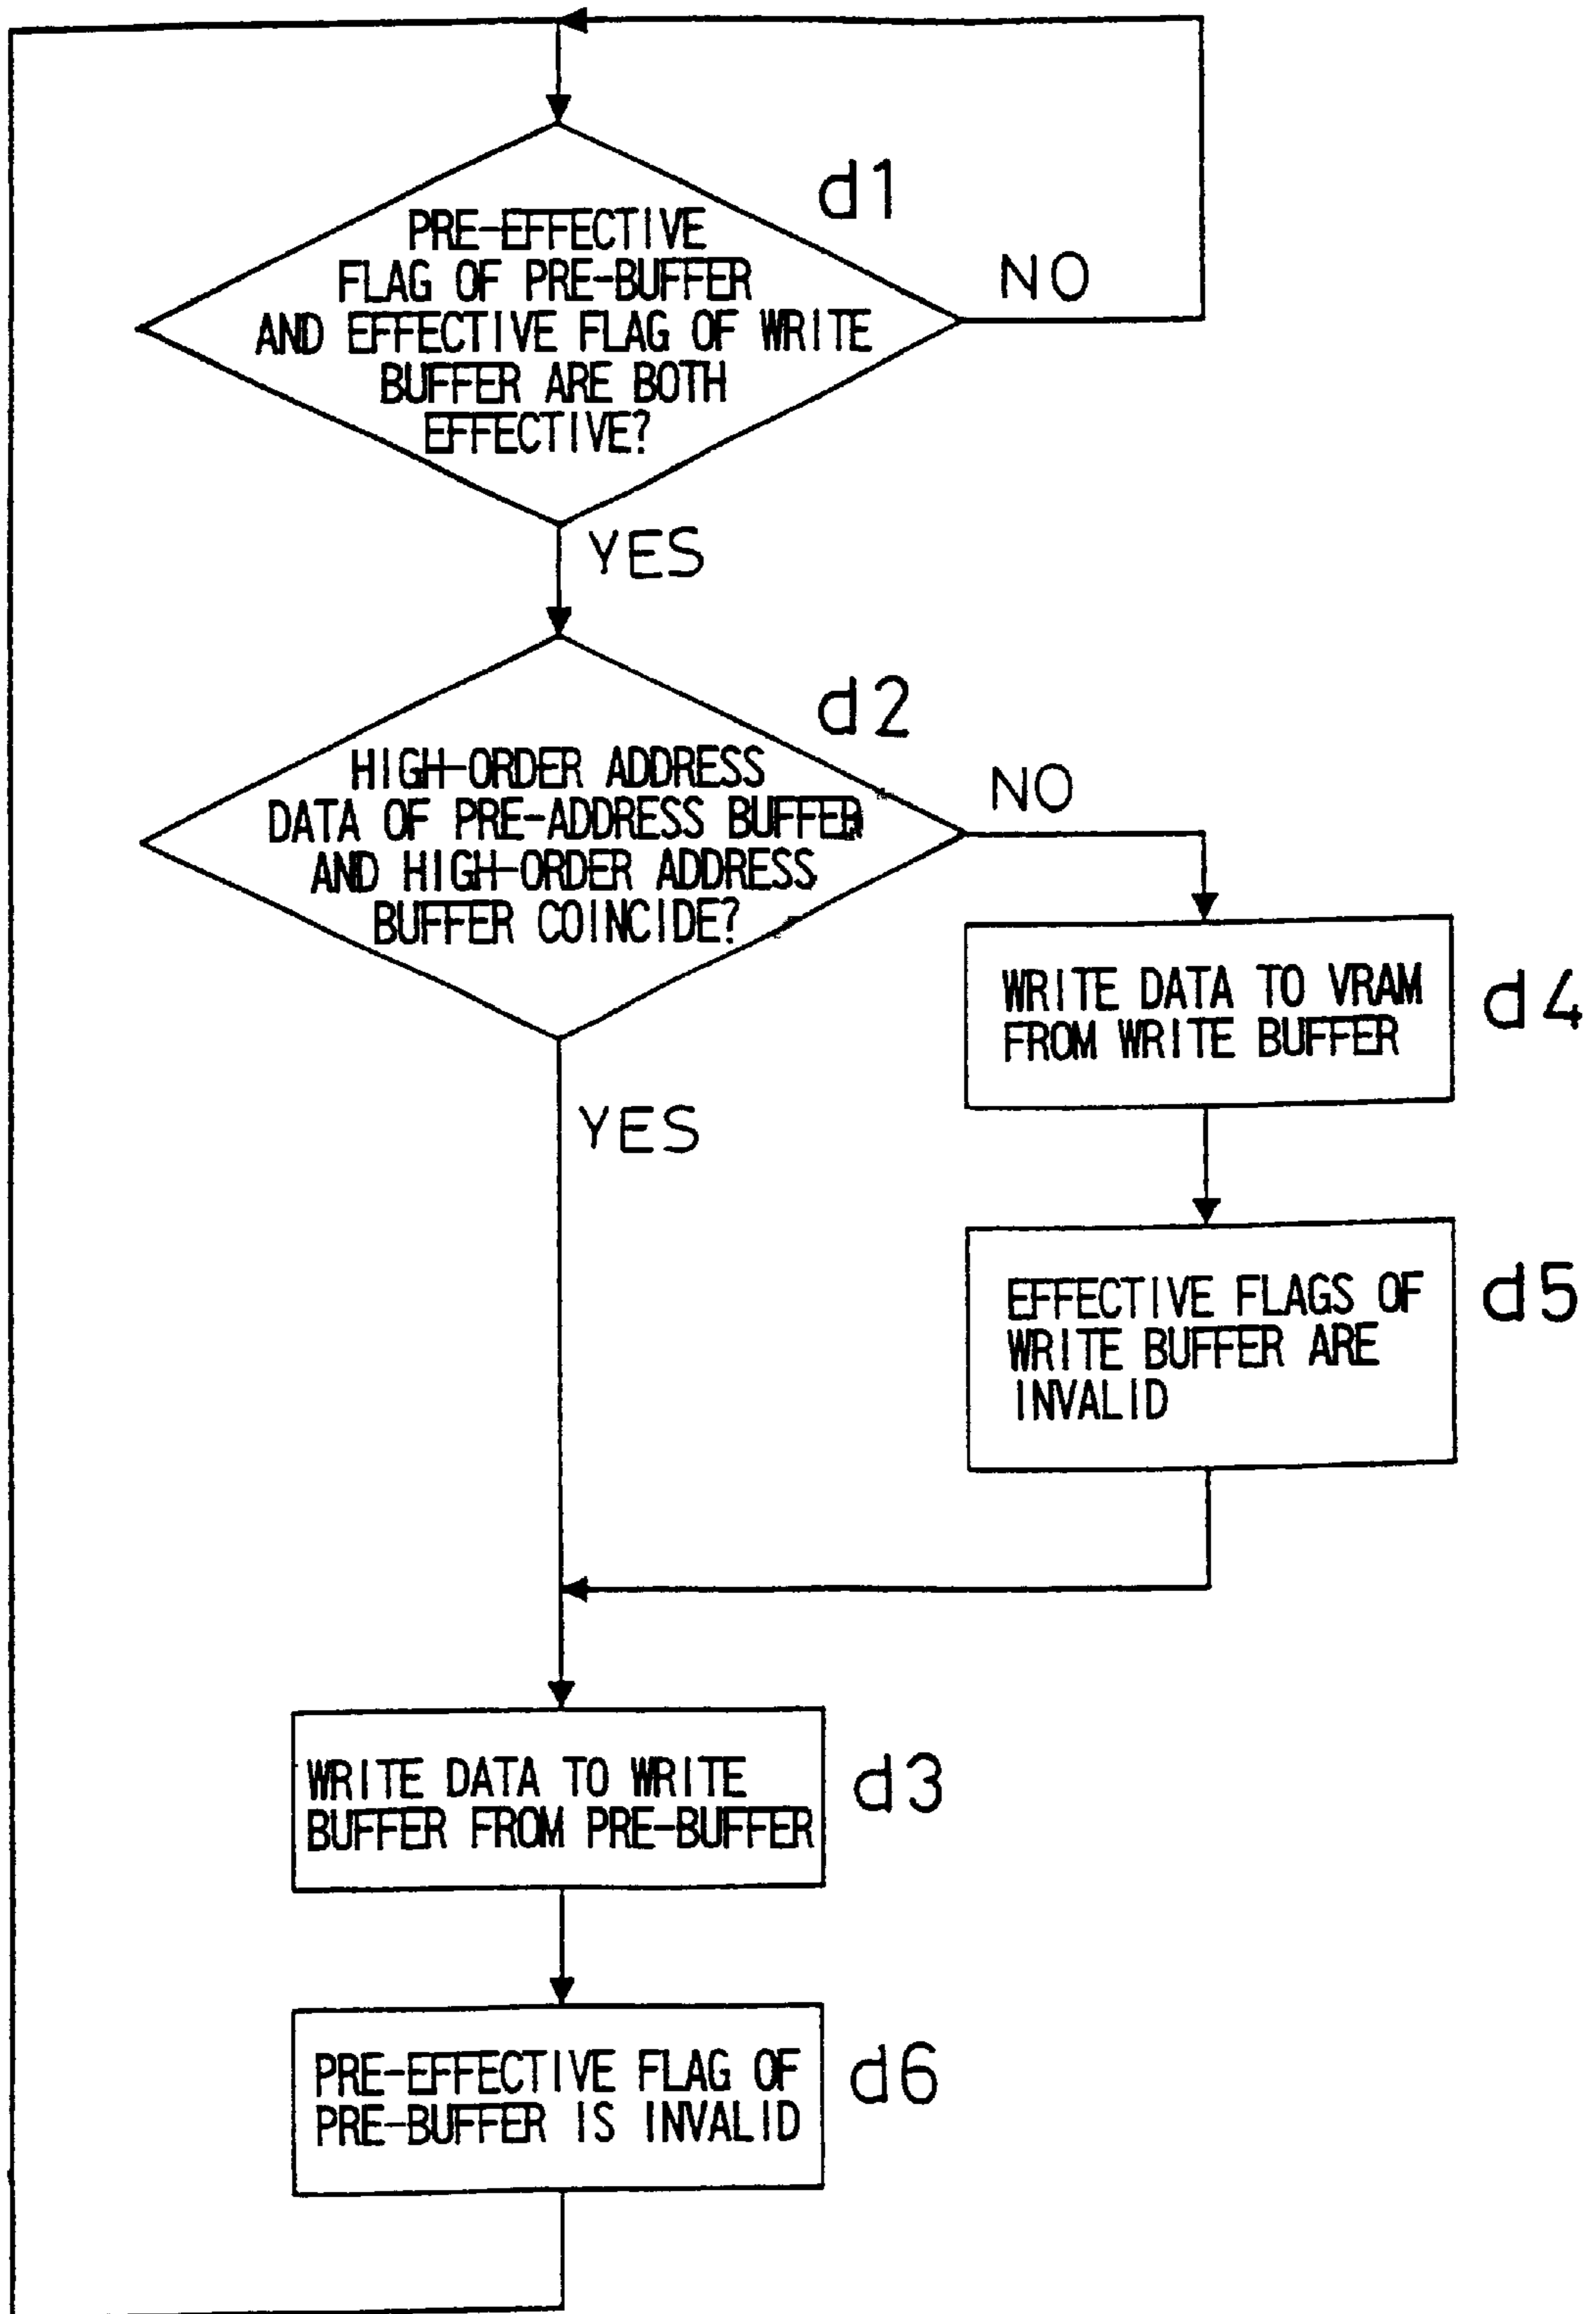 d1
PRE-EFFECTIVE
FLAG OF PRE-BUFFER
AND EFFECTIVE FLAG OF WRITE
BUFFER ARE BOTH
EFFECTIVE?
NO
YES
d2
HIGH-ORDER ADDRESS
DATA OF PRE-ADDRESS BUFFER
AND HIGH-ORDER ADDRESS
BUFFER COINCIDE?
NO
WRITE DATA TO VRAM
FROM WRITE BUFFER
d4
YES
EFFECTIVE FLAGS OF
WRITE BUFFER ARE
INVALID
d5
WRITE DATA TO WRITE
BUFFER FROM PRE-BUFFER
d3
PRE-EFFECTIVE FLAG OF
PRE-BUFFER IS INVALID
d6